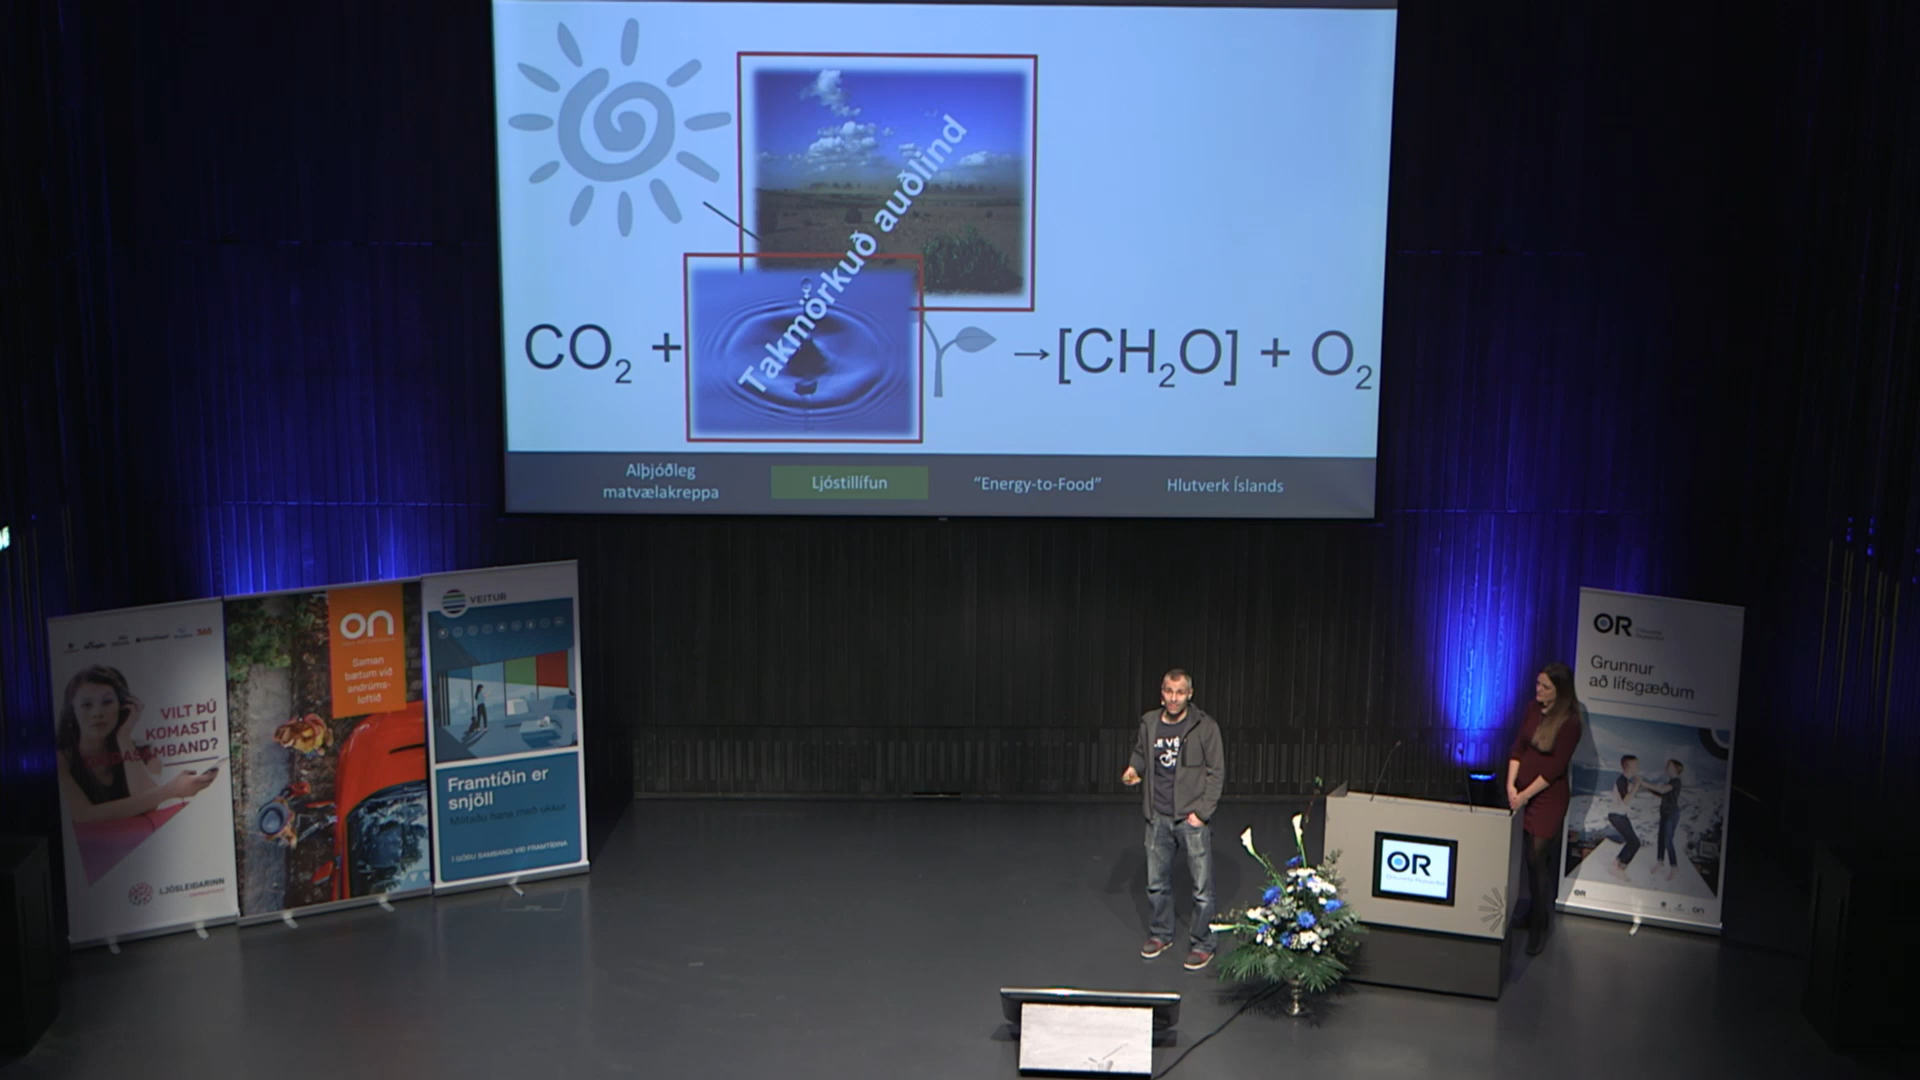 Takmörkuð auðlind
CO₂ +
→[CH₂O] + O₂
Alþjóðleg
matvælakreppa
Ljóstillífun
“Energy-to-Food”
Hlutverk Íslands
VILT ÞÚ
KOMAST Í
LJÓSLEIÐARINN
on
Saman
bætum við
andrúms-
loftið
VEITUR
Framtíðin er
snjöll
Mótaðu hana með okkur
Í GÓÐU SAMBANDI VIÐ FRAMTÍÐINA
OR
Grunnur
að lífsgæðum
OR
on
OR